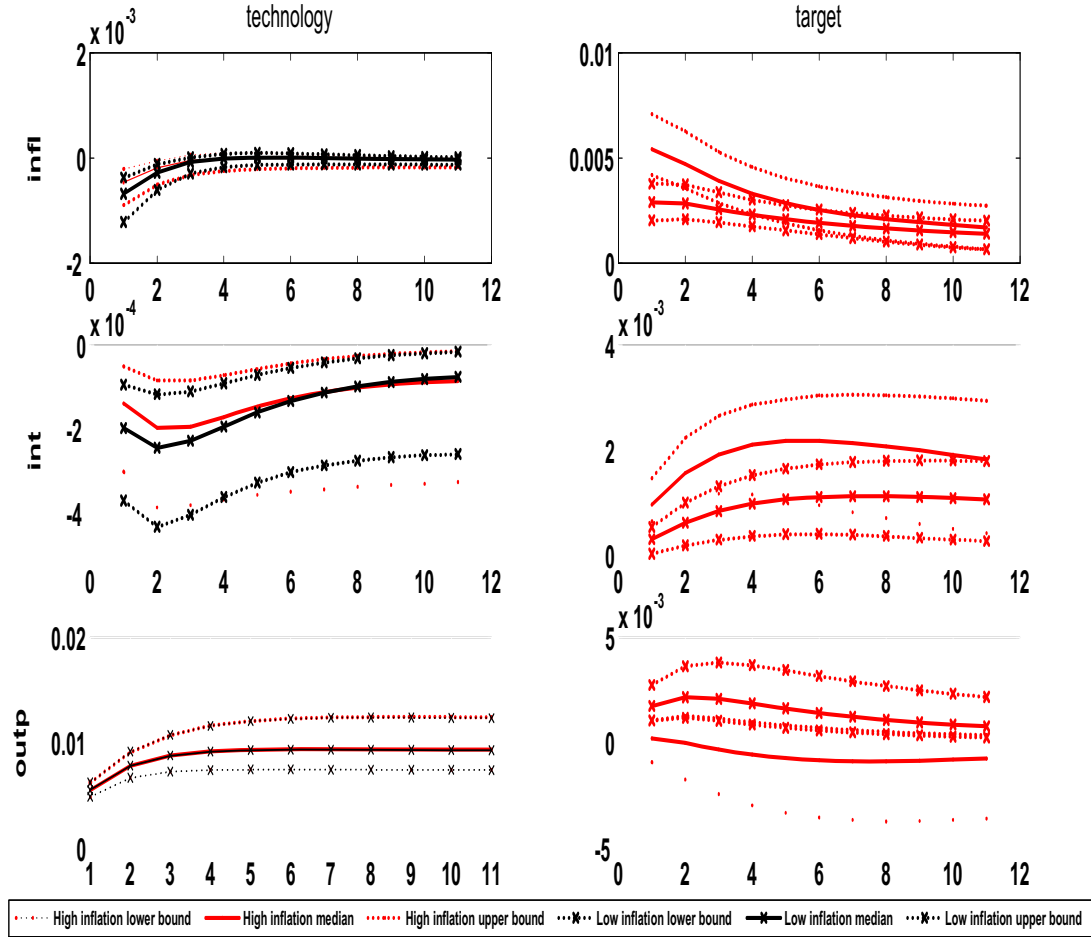 technology target
x 10^-3
2 0.01
infl 0 0.005
-2 0
0 2 4 6 8 10 12 0 2 4 6 8 10 12
x 10^-4 x 10^-3
0 4
int -2 2
-4 0
0 2 4 6 8 10 12 0 2 4 6 8 10 12
x 10^-3
0.02 5
outp 0.01 0
0 -5
1 2 3 4 5 6 7 8 9 10 11 0 2 4 6 8 10 12
High inflation lower bound High inflation median High inflation upper bound Low inflation lower bound Low inflation median Low inflation upper bound